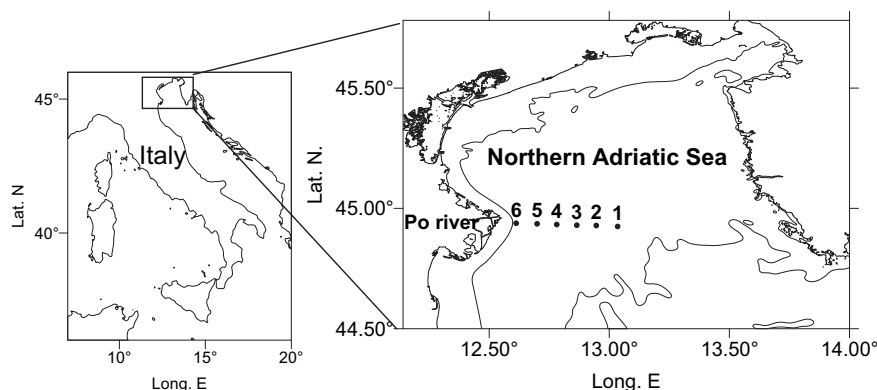 45°
40°
Lat. N
Italy
10°
15°
20°
Long. E
45.50°
45.00°
44.50°
Lat. N.
Northern Adriatic Sea
Po river
6 5 4 3 2 1
12.50°
13.00°
13.50°
14.00°
Long. E